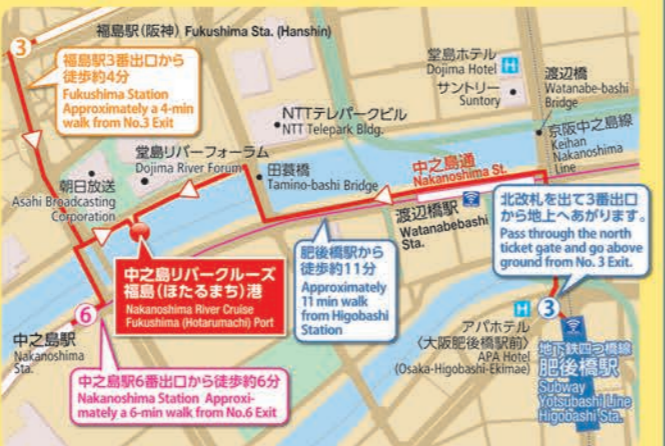 福島駅(阪神) Fukushima Sta. (Hanshin)
3
福島駅3番出口から
徒歩約4分
Fukushima Station
Approximately a 4-min
walk from No.3 Exit
堂島ホテル
Dojima Hotel
H
サントリー
Suntory
渡辺橋
Watanabe-bashi
Bridge
NTTテレパークビル
NTT Telepark Bldg.
京阪中之島線
Keihan
Nakanoshima
Line
堂島リバーフォーラム
Dojima River Forum
朝日放送
Asahi Broadcasting
Corporation
田蓑橋
Tamino-bashi Bridge
中之島通
Nakanoshima St.
渡辺橋駅
Watanabebashi
Sta.
北改札を出て3番出口
から地上へあがります。
Pass through the north
ticket gate and go above
ground from No. 3 Exit.
中之島リバークルーズ
福島(ほたるまち)港
Nakanoshima River Cruise
Fukushima (Hotarumachi) Port
肥後橋駅から
徒歩約11分
Approximately
11 min walk
from Higobashi
Station
6
中之島駅
Nakanoshima
Sta.
中之島駅6番出口から徒歩約6分
Nakanoshima Station Approxi-
mately a 6-min walk from No.6 Exit
H
3
アパホテル
〈大阪肥後橋駅前〉
APA Hotel
〈Osaka-Higobashi-Ekimae〉
地下鉄四つ橋線
肥後橋駅
Subway
Yotsubashi Line
Higobashi Sta.